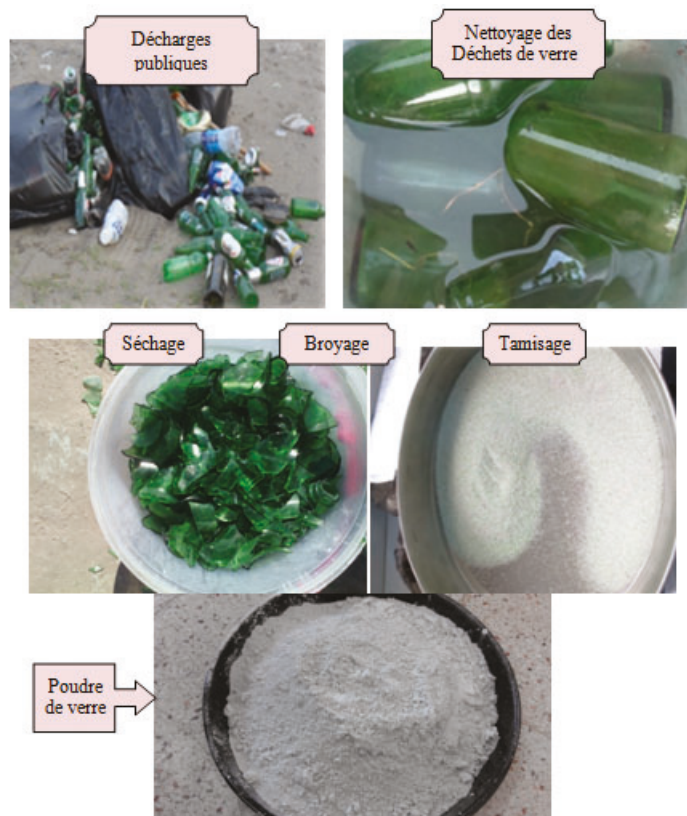 Décharges
publiques
Nettoyage des
Déchets de verre
Séchage
Broyage
Tamisage
Poudre
de verre